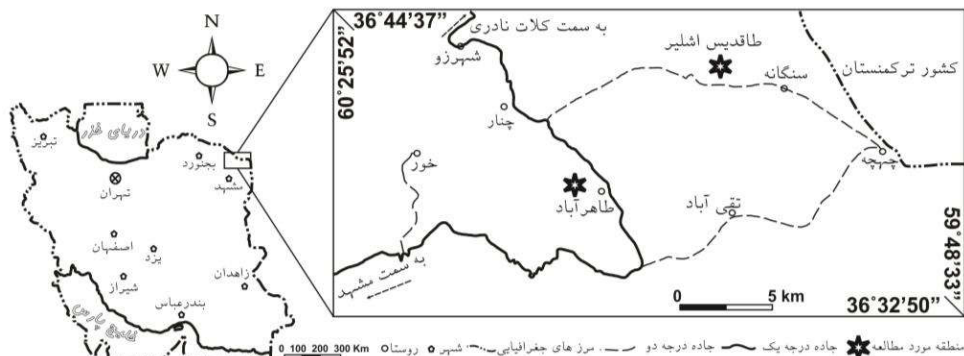 N
W E
S
دریای خزر
تبریز
بجنورد
مشهد
تهران
اصفهان
یزد
شیراز
زاهدان
بندرعباس
خلیج پارس
0 100 200 300 Km
36˚44'37”
60˚25'52”
به سمت کلات نادری
شهرزو
طاقدیس اشلیر
سنگانه
کشور ترکمنستان
چنار
خور
چهچه
طاهرآباد
تقی آباد
به سمت مشهد
59˚48'33”
36˚32'50”
0 5 km
منطقه مورد مطالعه
جاده درجه یک
جاده درجه دو
مرز های جغرافیایی
شهر
روستا